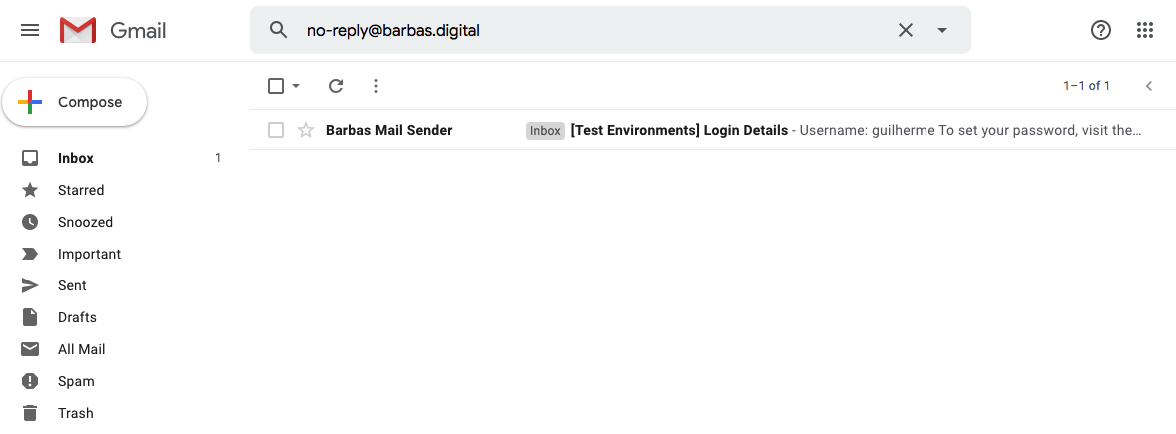 Gmail
no-reply@barbas.digital
Compose
1–1 of 1
Barbas Mail Sender Inbox [Test Environments] Login Details - Username: guilherme To set your password, visit the…
Inbox 1
Starred
Snoozed
Important
Sent
Drafts
All Mail
Spam
Trash